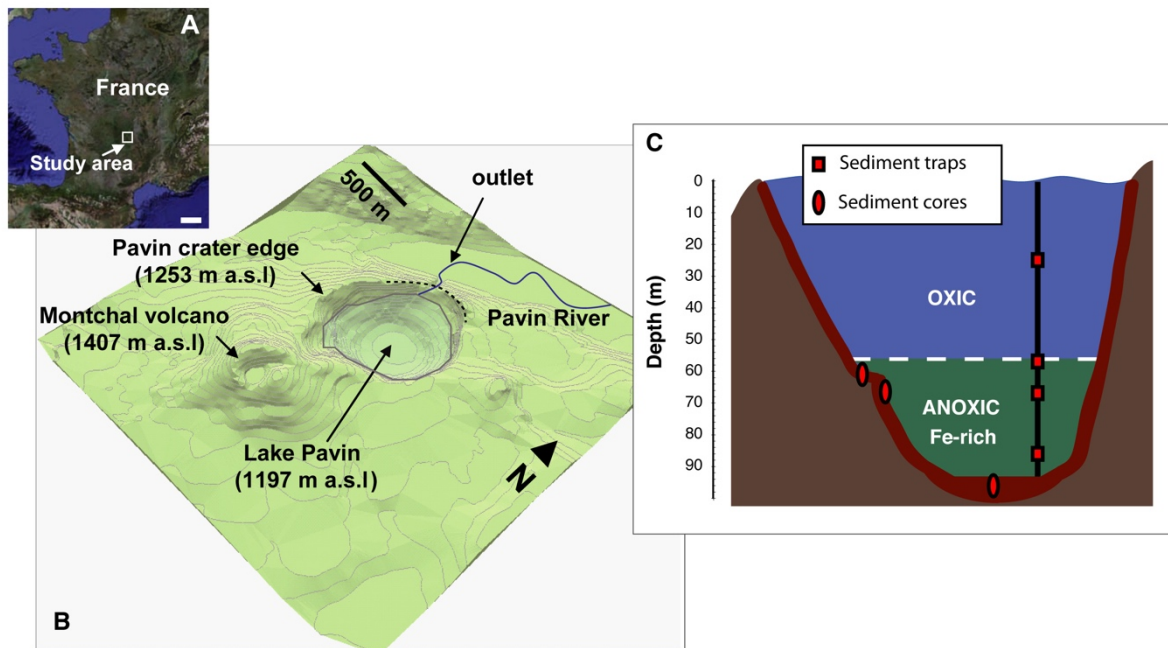 A
France
Study area
B
500 m
outlet
Pavin crater edge
(1253 m a.s.l)
Montchal volcano
(1407 m a.s.l)
Pavin River
Lake Pavin
(1197 m a.s.l)
N
C
Sediment traps
Sediment cores
Depth (m)
0
10
20
30
40
50
60
70
80
90
OXIC
ANOXIC
Fe-rich